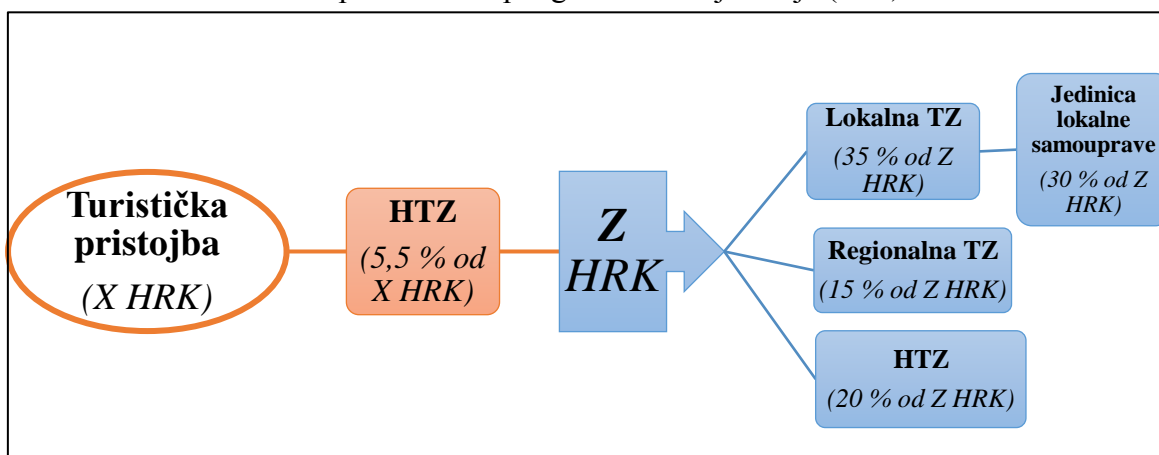 Turistička
pristojba
(X HRK)
HTZ
(5,5 % od
X HRK)
Z
HRK
Lokalna TZ
(35 % od Z
HRK)
Jedinica
lokalne
samouprave
(30 % od Z
HRK)
Regionalna TZ
(15 % od Z HRK)
HTZ
(20 % od Z HRK)